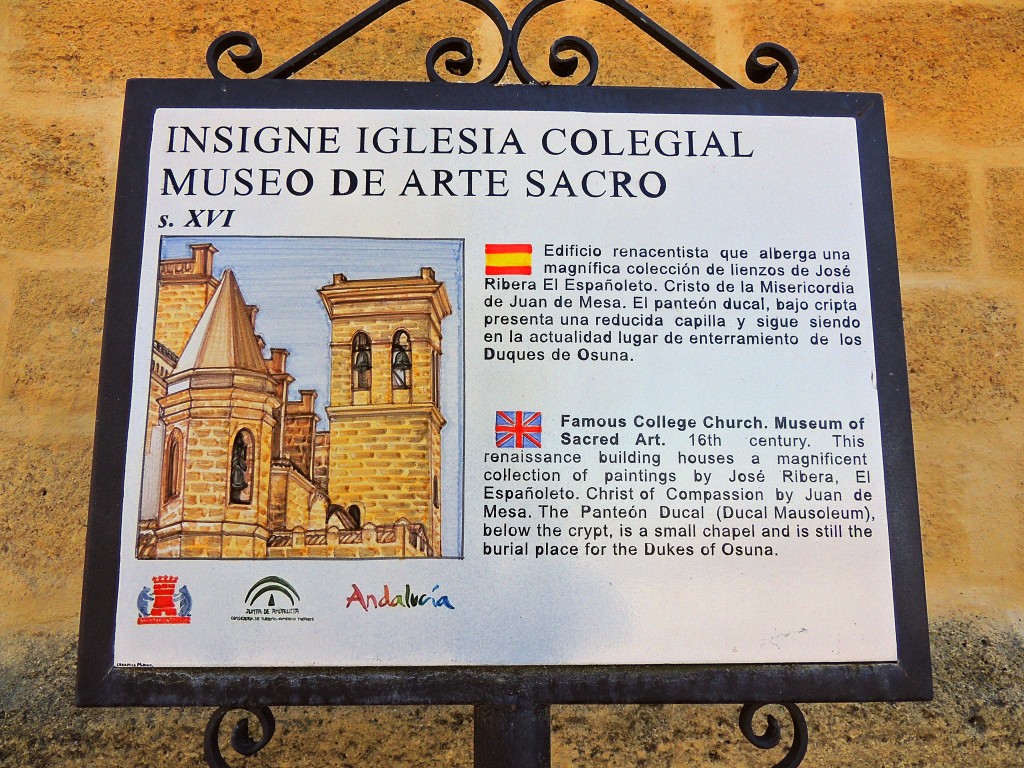 INSIGNE IGLESIA COLEGIAL
MUSEO DE ARTE SACRO
s. XVI
Edificio renacentista que alberga una
magnífica colección de lienzos de José
Ribera El Españoleto. Cristo de la Misericordia
de Juan de Mesa. El panteón ducal, bajo cripta
presenta una reducida capilla y sigue siendo
en la actualidad lugar de enterramiento de los
Duques de Osuna.
Famous College Church. Museum of
Sacred Art. 16th century. This
renaissance building houses a magnificent
collection of paintings by José Ribera, El
Españoleto. Christ of Compassion by Juan de
Mesa. The Panteón Ducal (Ducal Mausoleum),
below the crypt, is a small chapel and is still the
burial place for the Dukes of Osuna.
JUNTA DE ANDALUCIA
Andalucía